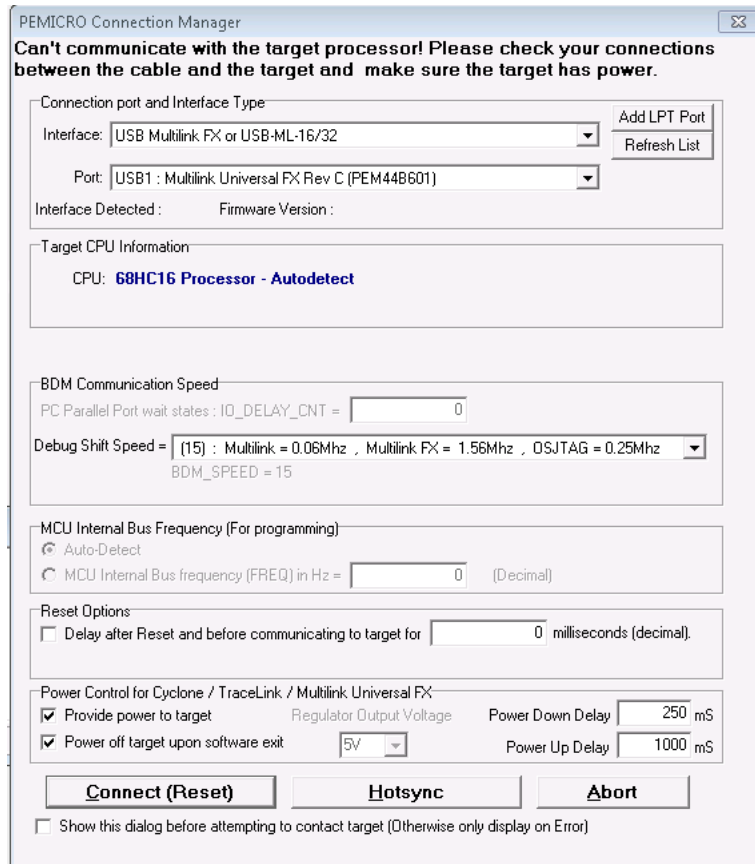 PEMICRO Connection Manager
Can't communicate with the target processor! Please check your connections
between the cable and the target and make sure the target has power.
Connection port and Interface Type
Add LPT Port
Interface: USB Multilink FX or USB-ML-16/32
Refresh List
Port: USB1 : Multilink Universal FX Rev C (PEM44B601)
Interface Detected : Firmware Version :
Target CPU Information
CPU: 68HC16 Processor - Autodetect
BDM Communication Speed
PC Parallel Port wait states : IO_DELAY_CNT = 0
Debug Shift Speed = (15) : Multilink = 0.06Mhz , Multilink FX = 1.56Mhz , OSJTAG = 0.25Mhz
BDM_SPEED = 15
MCU Internal Bus Frequency (For programming)
Auto-Detect
MCU Internal Bus frequency (FREQ) in Hz = 0 (Decimal)
Reset Options
Delay after Reset and before communicating to target for 0 milliseconds (decimal).
Power Control for Cyclone / TraceLink / Multilink Universal FX
Provide power to target Regulator Output Voltage Power Down Delay 250 mS
Power off target upon software exit 5V Power Up Delay 1000 mS
Connect (Reset) Hotsync Abort
Show this dialog before attempting to contact target (Otherwise only display on Error)